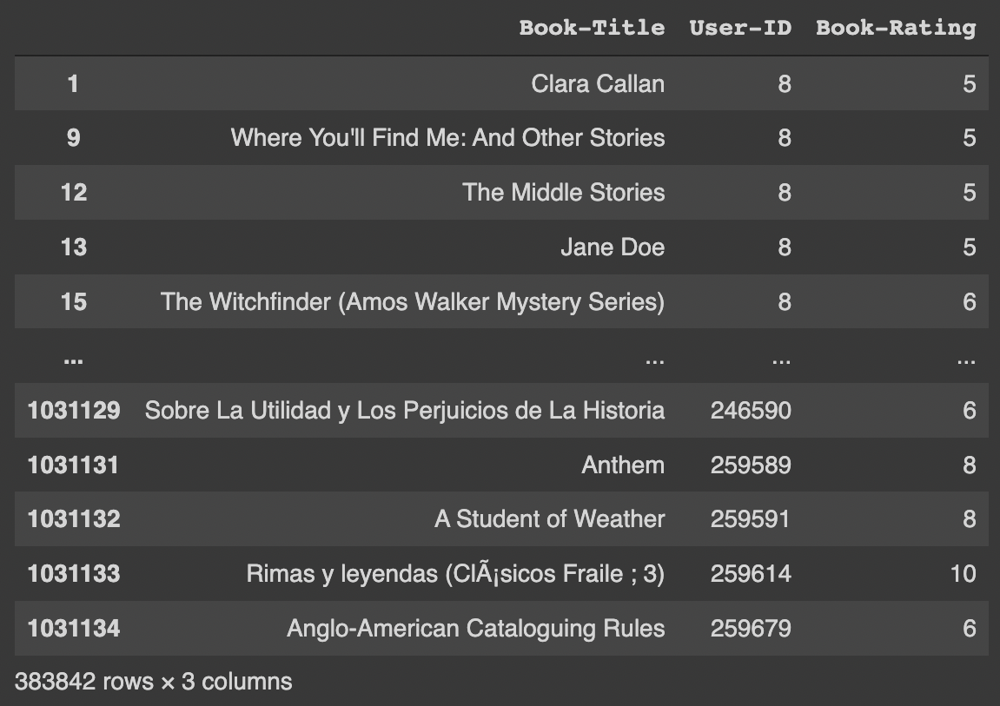 Book-Title User-ID Book-Rating
1 Clara Callan 8 5
9 Where You'll Find Me: And Other Stories 8 5
12 The Middle Stories 8 5
13 Jane Doe 8 5
15 The Witchfinder (Amos Walker Mystery Series) 8 6
... ... ... ...
1031129 Sobre La Utilidad y Los Perjuicios de La Historia 246590 6
1031131 Anthem 259589 8
1031132 A Student of Weather 259591 8
1031133 Rimas y leyendas (ClÃ¡sicos Fraile ; 3) 259614 10
1031134 Anglo-American Cataloguing Rules 259679 6
383842 rows × 3 columns